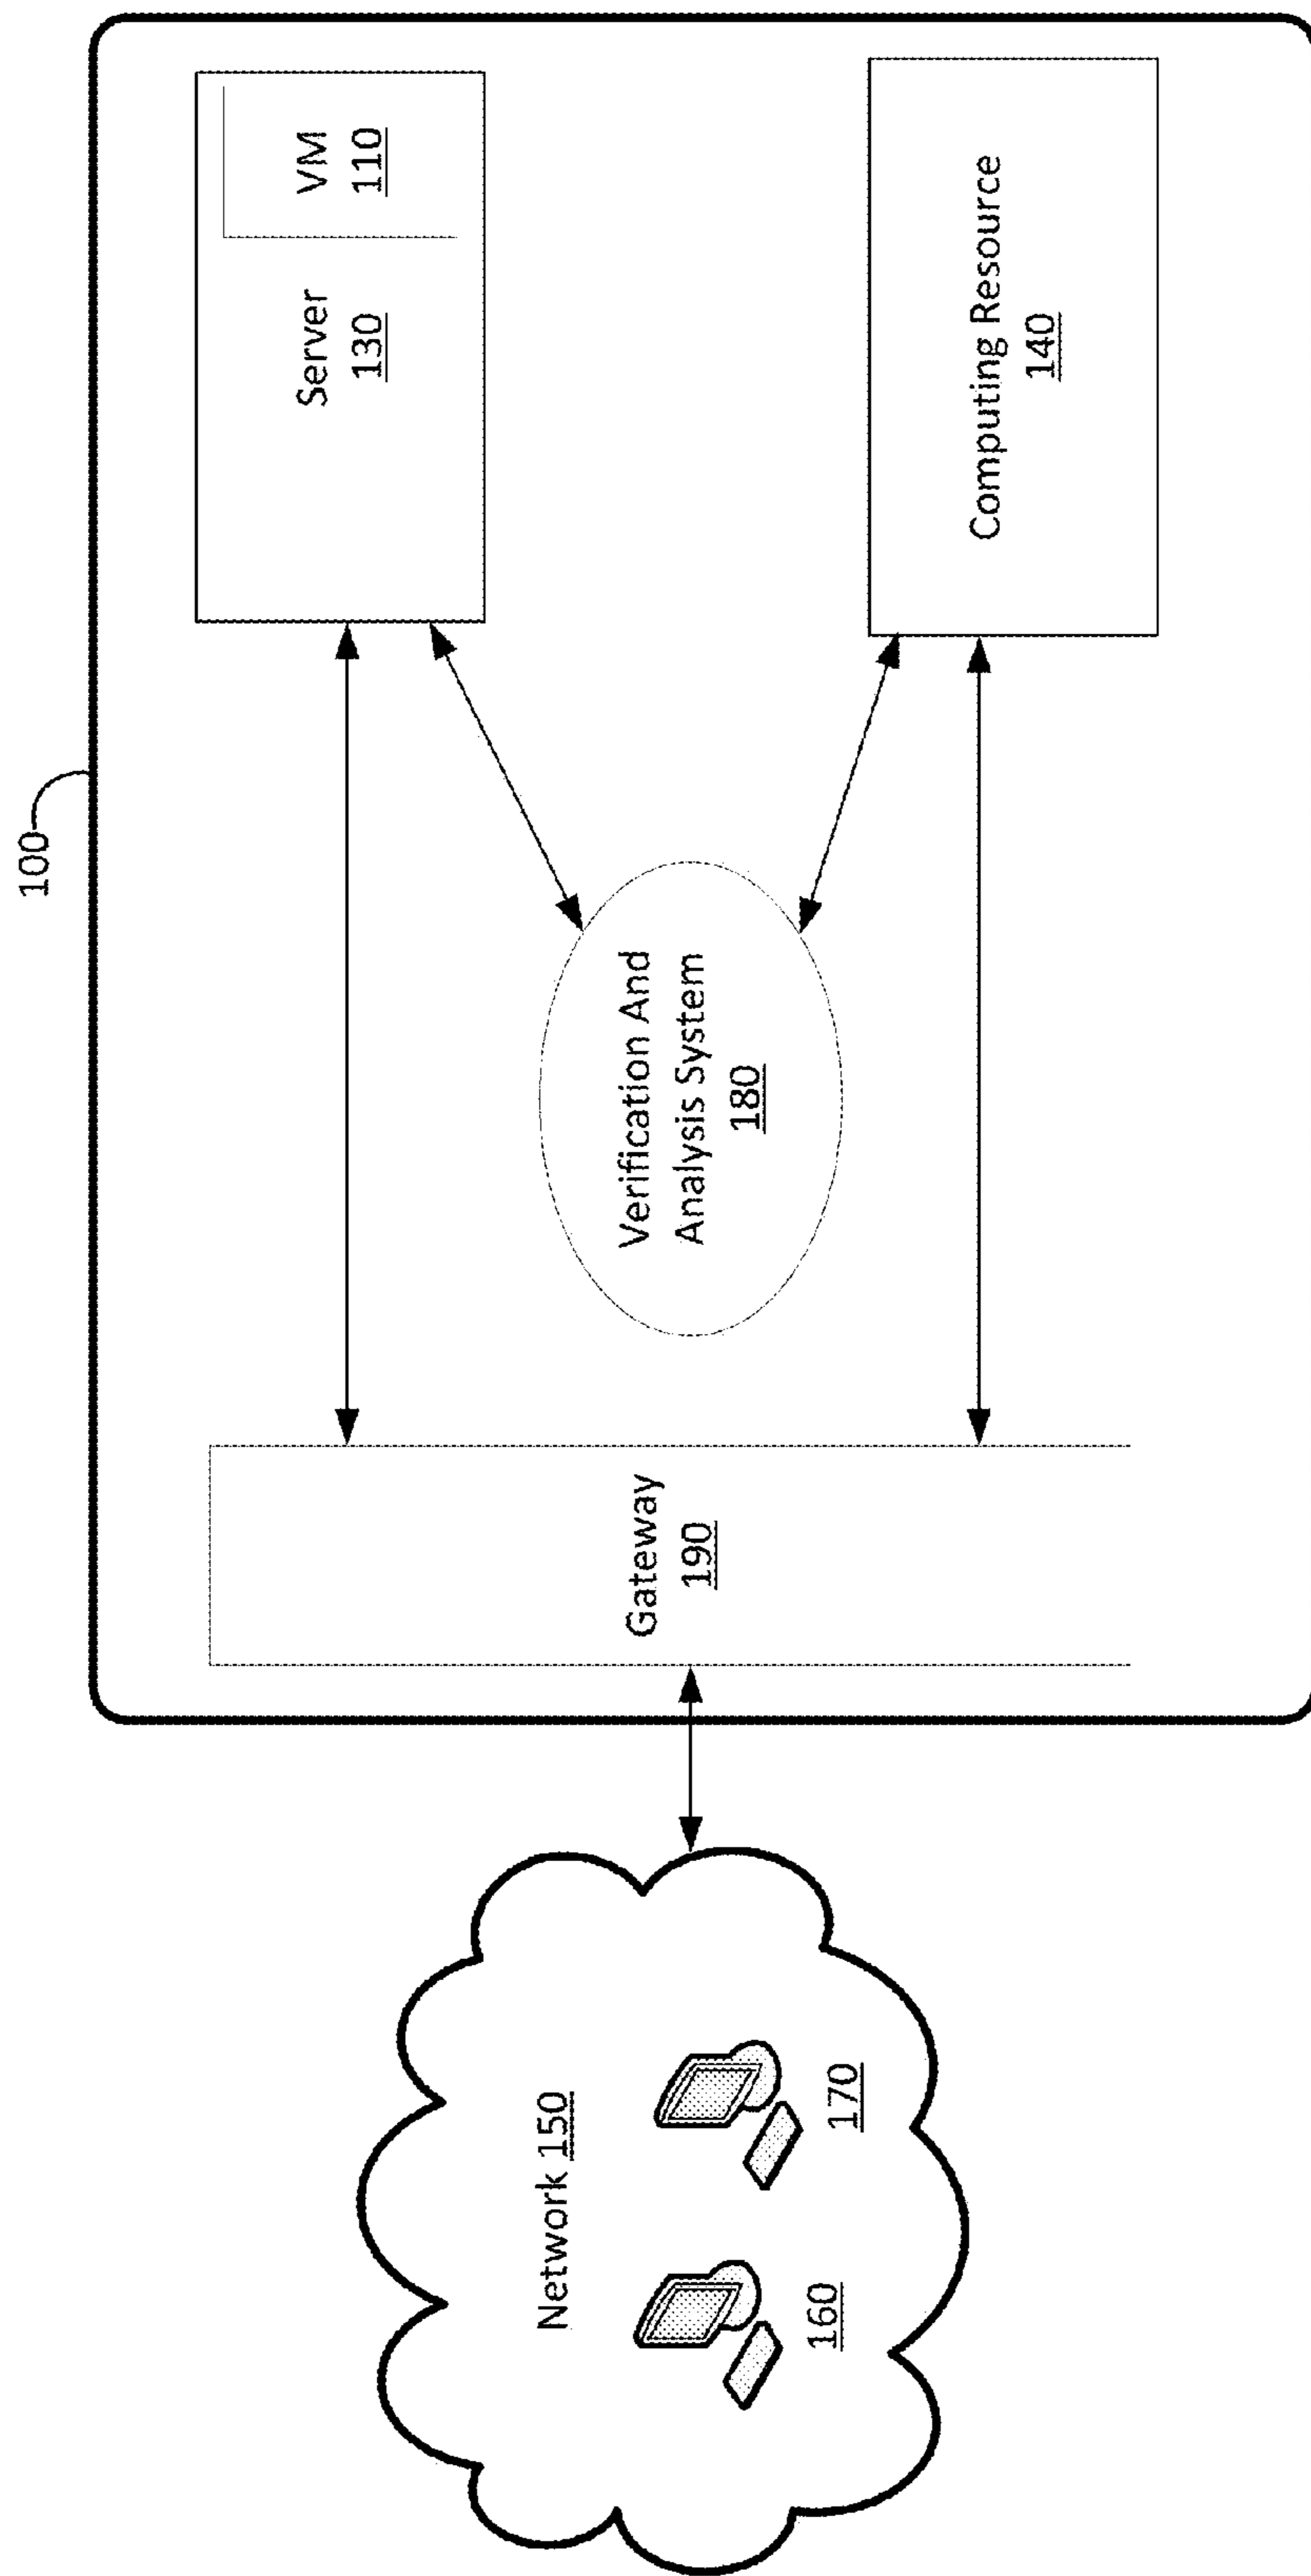 100
Server
130
VM
110
Verification And
Analysis System
180
Gateway
190
Computing Resource
140
Network 150
160
170